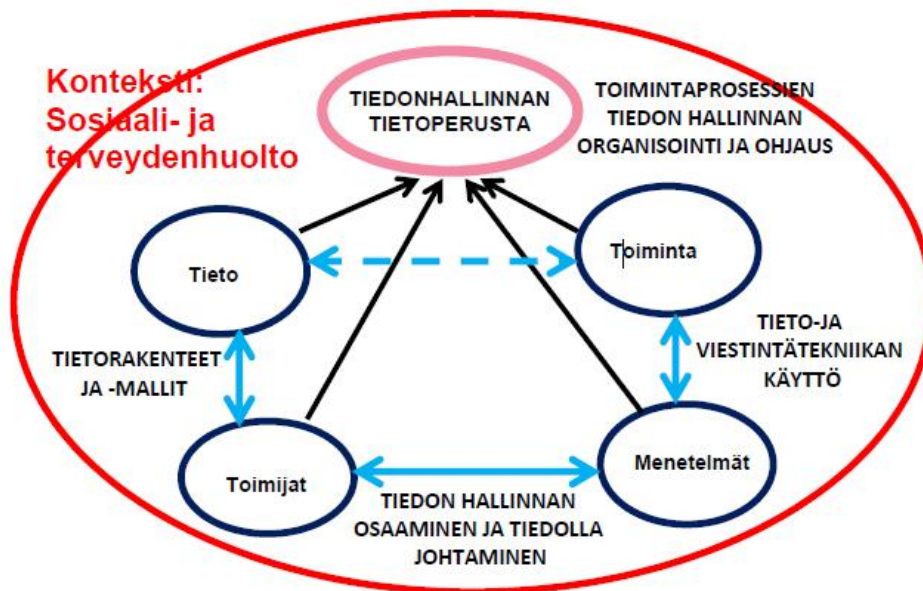 Konteksti:
Sosiaali- ja
terveydenhuolto
TIEDONHALLINNAN
TIETOPERUSTA
TOIMINTAPROSESSIEN
TIEDON HALLINNAN
ORGANISOINTI JA OHJAUS
Tieto
Toiminta
TIETORAKENTEET
JA -MALLIT
TIETO-JA
VIESTINTÄTEKNIIKAN
KÄYTTÖ
Toimijat
Menetelmät
TIEDON HALLINNAN
OSAAMINEN JA TIEDOLLA
JOHTAMINEN